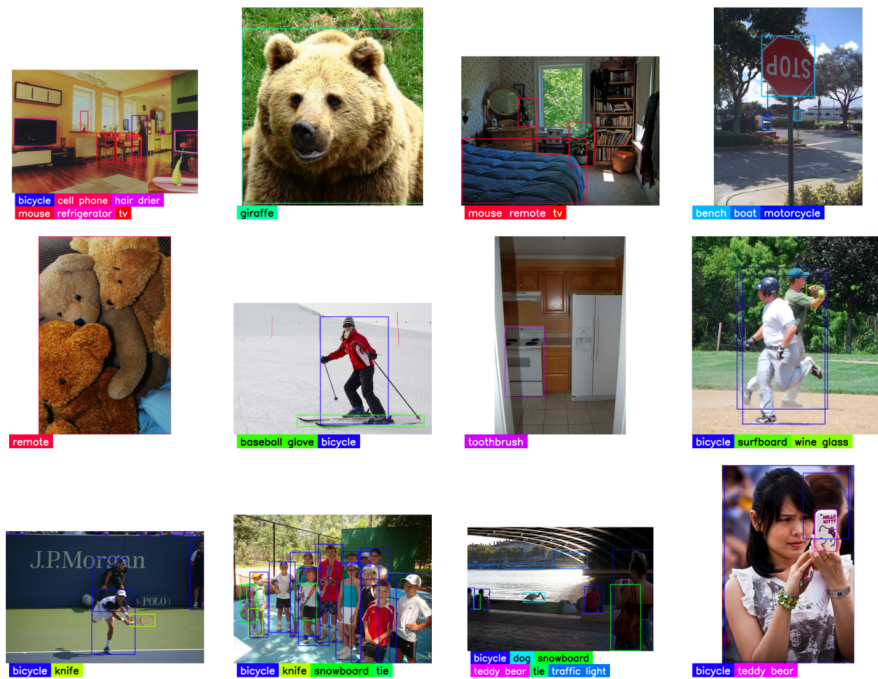 bicycle cell phone hair drier
mouse refrigerator tv
giraffe
mouse remote tv
STOP
bench boat motorcycle
remote
baseball glove bicycle
toothbrush
bicycle surfboard wine glass
J.P.Morgan
POLO
bicycle knife
bicycle knife snowboard tie
bicycle dog snowboard
teddy bear tie traffic light
HELLO
KITTY
bicycle teddy bear